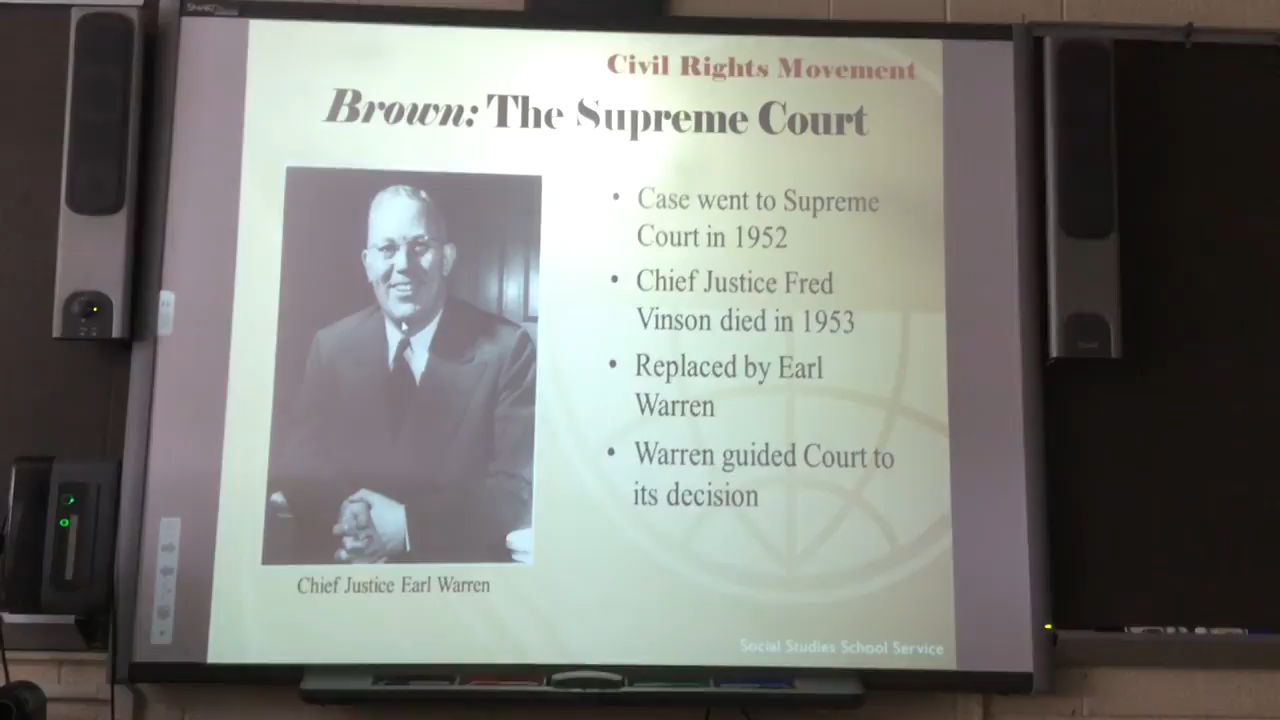 SMART
Civil Rights Movement
Brown: The Supreme Court
• Case went to Supreme
Court in 1952
• Chief Justice Fred
Vinson died in 1953
• Replaced by Earl
Warren
• Warren guided Court to
its decision
Chief Justice Earl Warren
Social Studies School Service